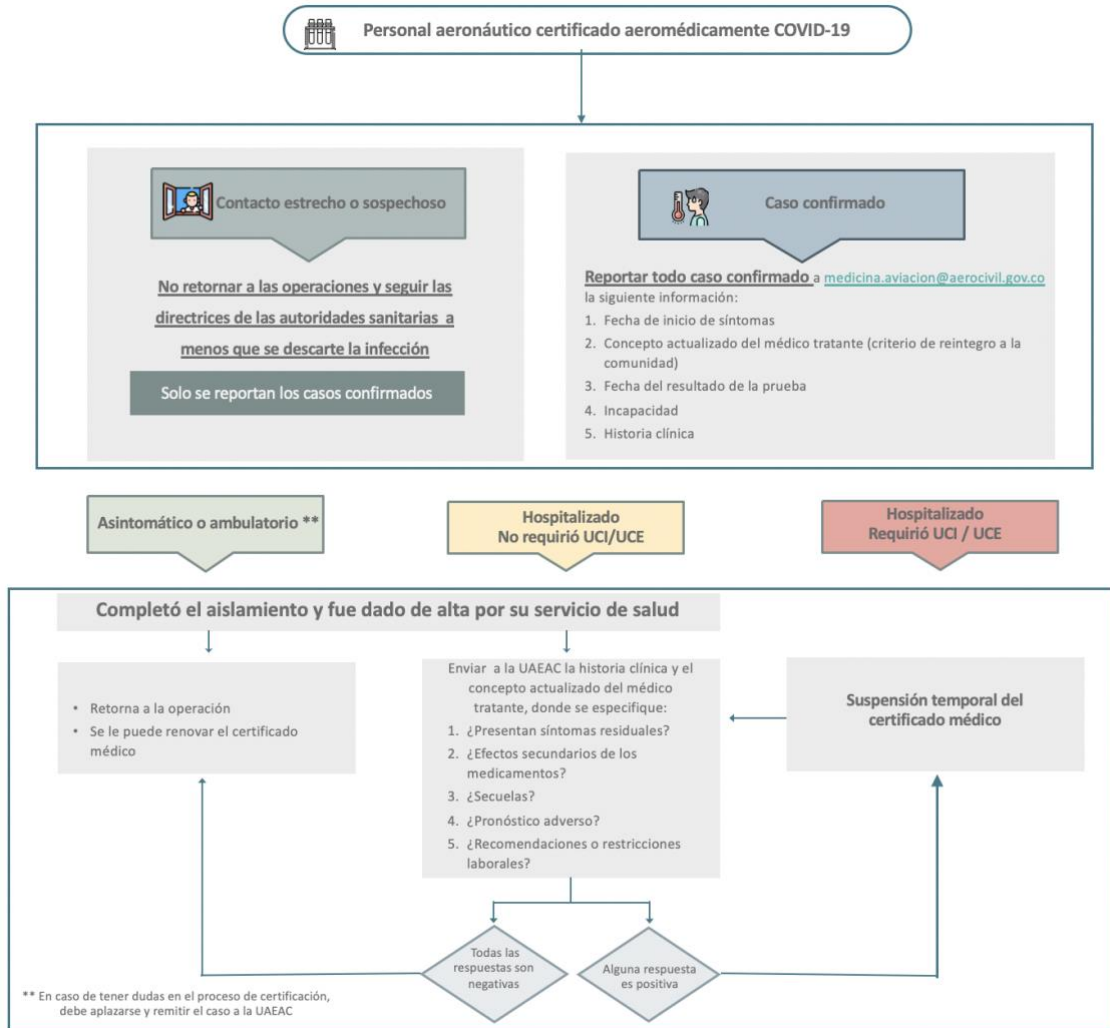 Personal aeronáutico certificado aeromédicamente COVID-19
Contacto estrecho o sospechoso
No retornar a las operaciones y seguir las
directrices de las autoridades sanitarias a
menos que se descarte la infección
Solo se reportan los casos confirmados
Caso confirmado
Reportar todo caso confirmado a medicina.aviacion@aerocivil.gov.co
la siguiente información:
1. Fecha de inicio de síntomas
2. Concepto actualizado del médico tratante (criterio de reintegro a la
comunidad)
3. Fecha del resultado de la prueba
4. Incapacidad
5. Historia clínica
Asintomático o ambulatorio **
Hospitalizado
No requirió UCI/UCE
Hospitalizado
Requirió UCI / UCE
Completó el aislamiento y fue dado de alta por su servicio de salud
• Retorna a la operación
• Se le puede renovar el certificado
médico
Enviar a la UAEAC la historia clínica y el
concepto actualizado del médico
tratante, donde se especifique:
1. ¿Presentan síntomas residuales?
2. ¿Efectos secundarios de los
medicamentos?
3. ¿Secuelas?
4. ¿Pronóstico adverso?
5. ¿Recomendaciones o restricciones
laborales?
Suspensión temporal del
certificado médico
Todas las
respuestas son
negativas
Alguna respuesta
es positiva
** En caso de tener dudas en el proceso de certificación,
debe aplazarse y remitir el caso a la UAEAC